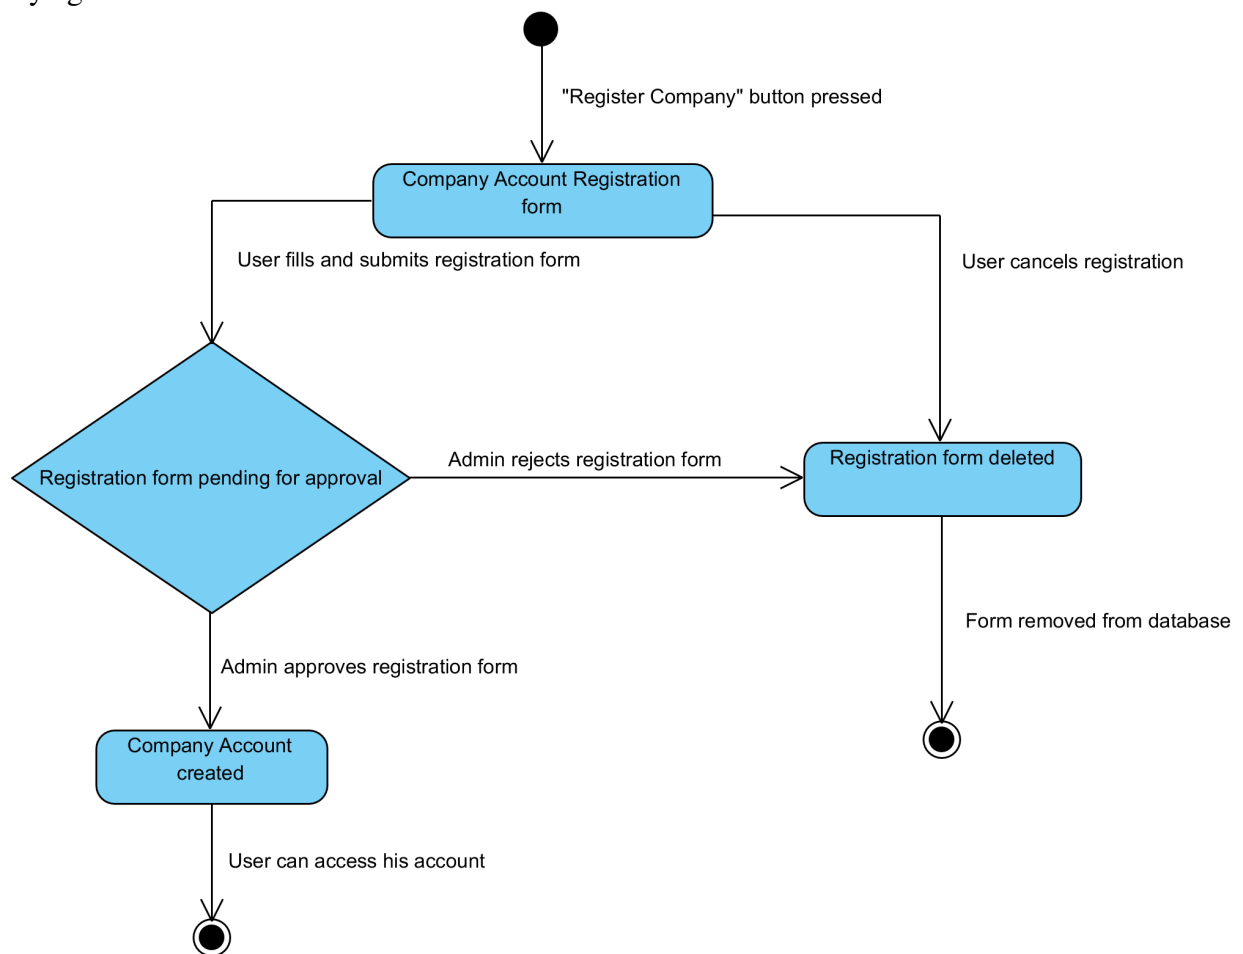 "Register Company" button pressed
Company Account Registration
form
User fills and submits registration form
User cancels registration
Registration form pending for approval
Admin rejects registration form
Registration form deleted
Form removed from database
Admin approves registration form
Company Account
created
User can access his account